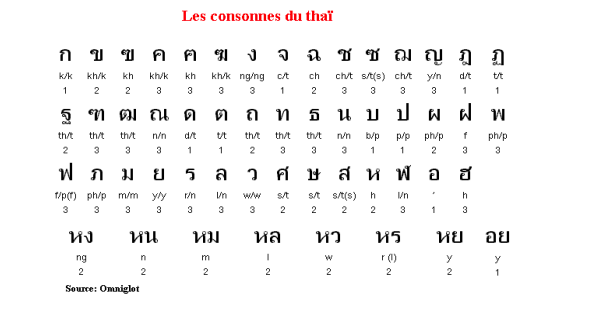 Les consonnes du thaï
ก ข ฃ ค ฅ ฆ ง จ ฉ ช ซ ฌ ญ ฎ ฏ
k/k kh/k kh kh/k kh kh/k ng/ng c/t ch ch/t s/t(s) ch/t y/n d/t t/t
1 2 2 3 3 3 3 1 2 3 3 3 3 1 1
ฐ ฑ ฒ ณ ด ต ถ ท ธ น บ ป ผ ฝ พ
th/t th/t th/t n/n d/t t/t th/t th/t th/t n/n b/p p/p ph/p f ph/p
2 3 3 3 1 1 2 3 3 3 1 1 2 3 3
ฟ ภ ม ย ร ล ว ศ ษ ส ห ฬ อ ฮ
f/p(f) ph/p m/m y/y r/n l/n w/w s/t s/t s/t(s) h l/n ´ h
3 3 3 3 3 3 3 2 2 2 2 3 1 3
หง หน หม หล หว หร หย อย
ng n m l w r (l) y y
2 2 2 2 2 2 2 1
Source: Omniglot